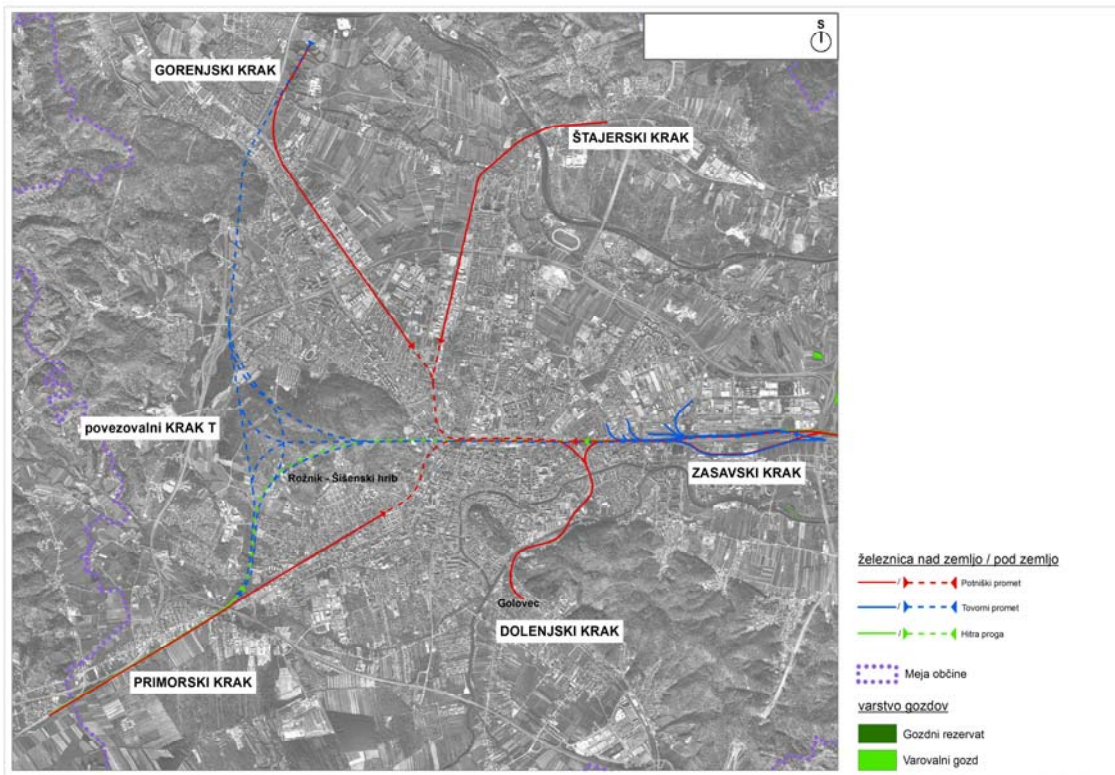 S
GORENJSKI KRAK
ŠTAJERSKI KRAK
povezovalni KRAK T
Rožnik - Šišenski hrib
ZASAVSKI KRAK
Golovec
DOLENJSKI KRAK
PRIMORSKI KRAK
železnica nad zemljo / pod zemljo
/ Potniški promet
/ Tovorni promet
/ Hitra proga
Meja občine
varstvo gozdov
Gozdni rezervat
Varovalni gozd